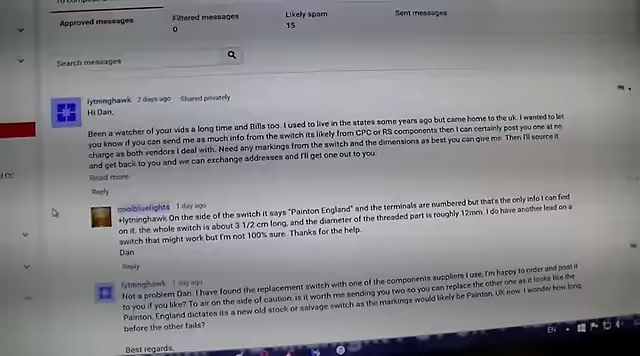 Approved messages
Filtered messages
0
Likely spam
15
Sent messages
Search messages
lytninghawk 2 days ago Shared privately
Hi Dan,
Been a watcher of your vids a long time and Bills too. I used to live in the states some years ago but came home to the uk. I wanted to let
you know if you can send me as much info from the switch its likely from CPC or RS components then I can certainly post you one at no
charge as both vendors I deal with. Need any markings from the switch and the dimensions as best you can give me. Then I'll source it
and get back to you and we can exchange addresses and I'll get one out to you.
Read more
Reply
coolbluelights 1 day ago
+lytninghawk On the side of the switch it says "Painton England" and the terminals are numbered but that's the only info I can find
on it. the whole switch is about 3 1/2 cm long, and the diameter of the threaded part is roughly 12mm. I do have another lead on a
switch that might work but I'm not 100% sure. Thanks for the help.
Dan
Reply
lytninghawk 1 day ago
Not a problem Dan. I have found the replacement switch with one of the components suppliers I use, I'm happy to order and post it
to you if you like? To air on the side of caution, is it worth me sending you two so you can replace the other one as it looks like the
Painton, England dictates its a new old stock or salvage switch as the markings would likely be Painton, UK now. I wonder how long
before the other fails?
Best regards,
EN